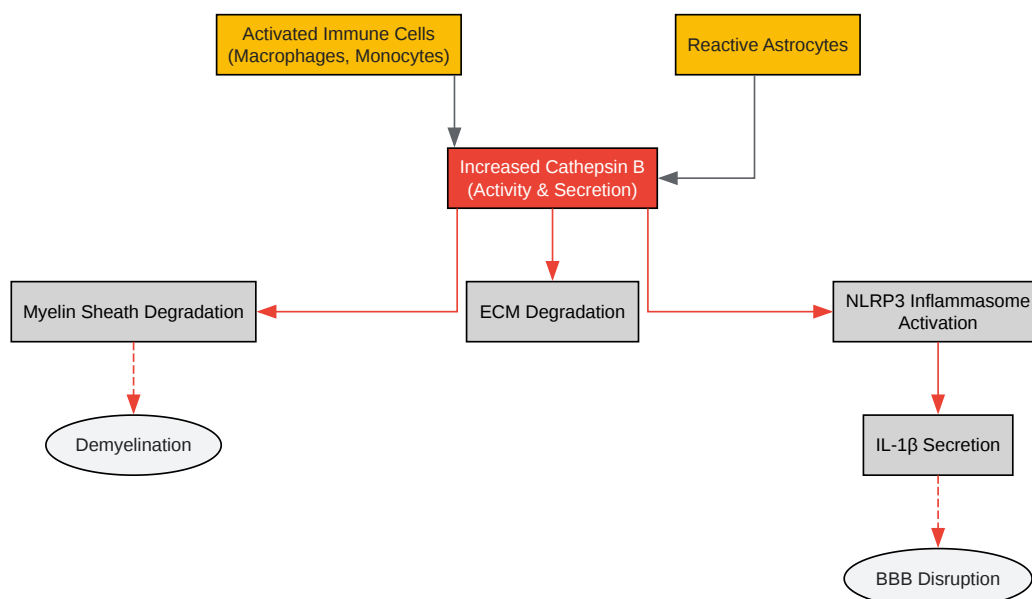 Activated Immune Cells
(Macrophages, Monocytes)
Reactive Astrocytes
Increased Cathepsin B
(Activity & Secretion)
Myelin Sheath Degradation
ECM Degradation
NLRP3 Inflammasome
Activation
Demyelination
IL-1β Secretion
BBB Disruption